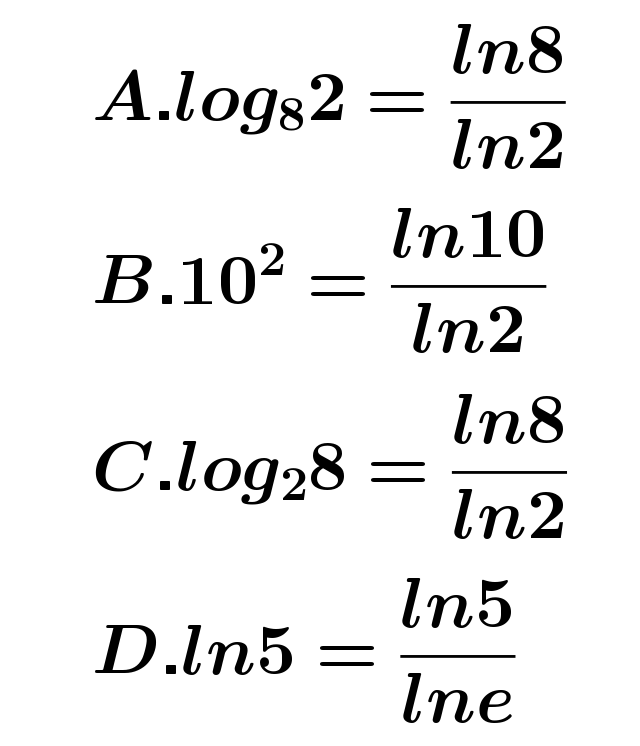 A.log₈2 = ln8/ln2
B.10² = ln10/ln2
C.log₂8 = ln8/ln2
D.ln5 = ln5/lne